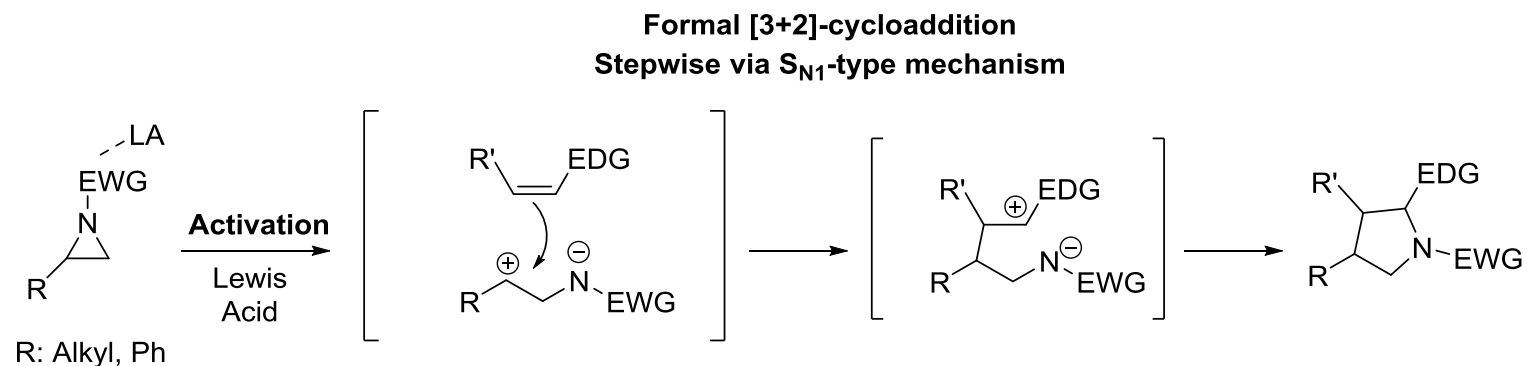 Formal [3+2]-cycloaddition
Stepwise via SN1-type mechanism
LA
EWG
N
R
R: Alkyl, Ph
Activation
Lewis
Acid
R' EDG
⊕ ⊖
R N
EWG
R' ⊕ EDG
⊖
R N
EWG
R' EDG
R N EWG